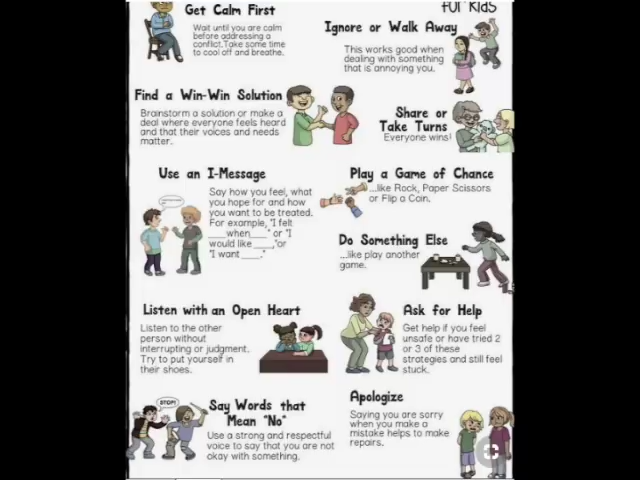 for Kids
Get Calm First
Wait until you are calm
before addressing a
conflict. Take some time
to cool off and breathe.
Ignore or Walk Away
This works good when
dealing with something
that is annoying you.
Find a Win-Win Solution
Brainstorm a solution or make a
deal where everyone feels heard
and that their voices and needs
matter.
Share or
Take Turns
Everyone wins!
Use an I-Message
Say how you feel, what
you hope for and how
you want to be treated.
For example, "I felt
____when____" or "I
would like ____,"or
"I want ____."
Play a Game of Chance
...like Rock, Paper Scissors
or Flip a Coin.
Do Something Else
...like play another
game.
Listen with an Open Heart
Listen to the other
person without
interrupting or judgment.
Try to put yourself in
their shoes.
Ask for Help
Get help if you feel
unsafe or have tried 2
or 3 of these
strategies and still feel
stuck.
STOP!
Say Words that
Mean "No"
Use a strong and respectful
voice to say that you are not
okay with something.
Apologize
Saying you are sorry
when you make a
mistake helps to make
repairs.